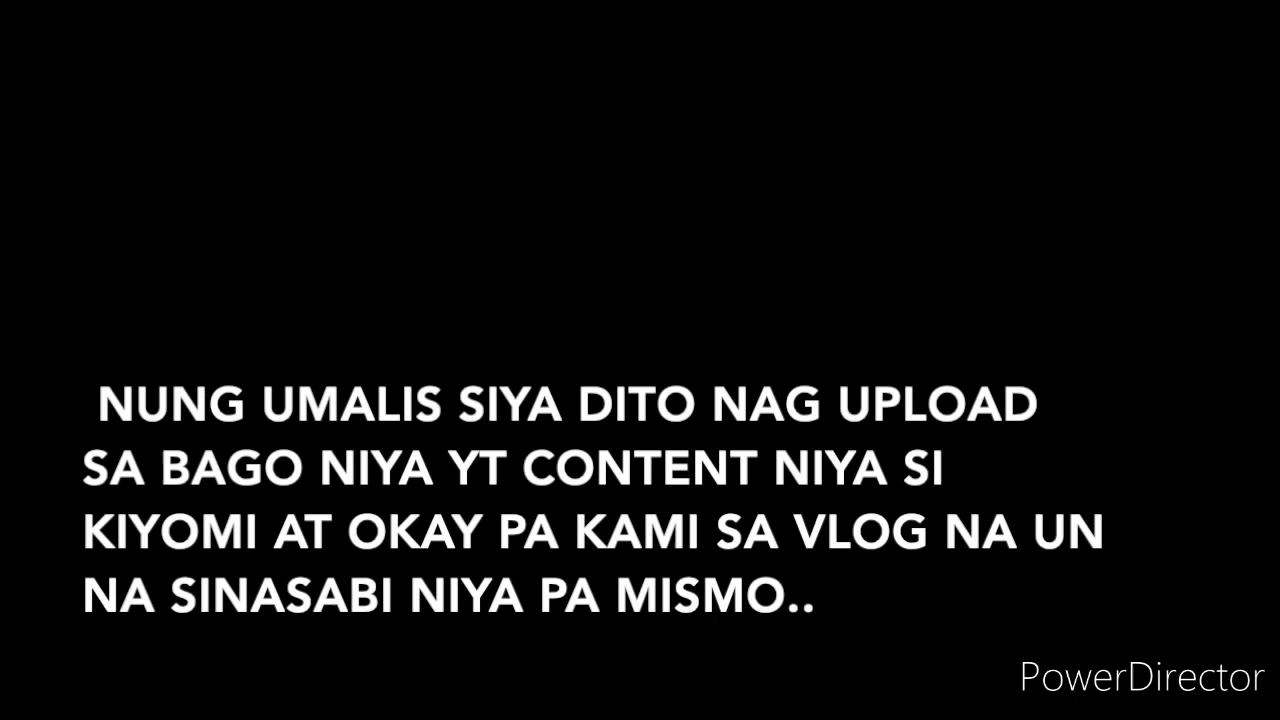 NUNG UMALIS SIYA DITO NAG UPLOAD
SA BAGO NIYA YT CONTENT NIYA SI
KIYOMI AT OKAY PA KAMI SA VLOG NA UN
NA SINASABI NIYA PA MISMO..
PowerDirector